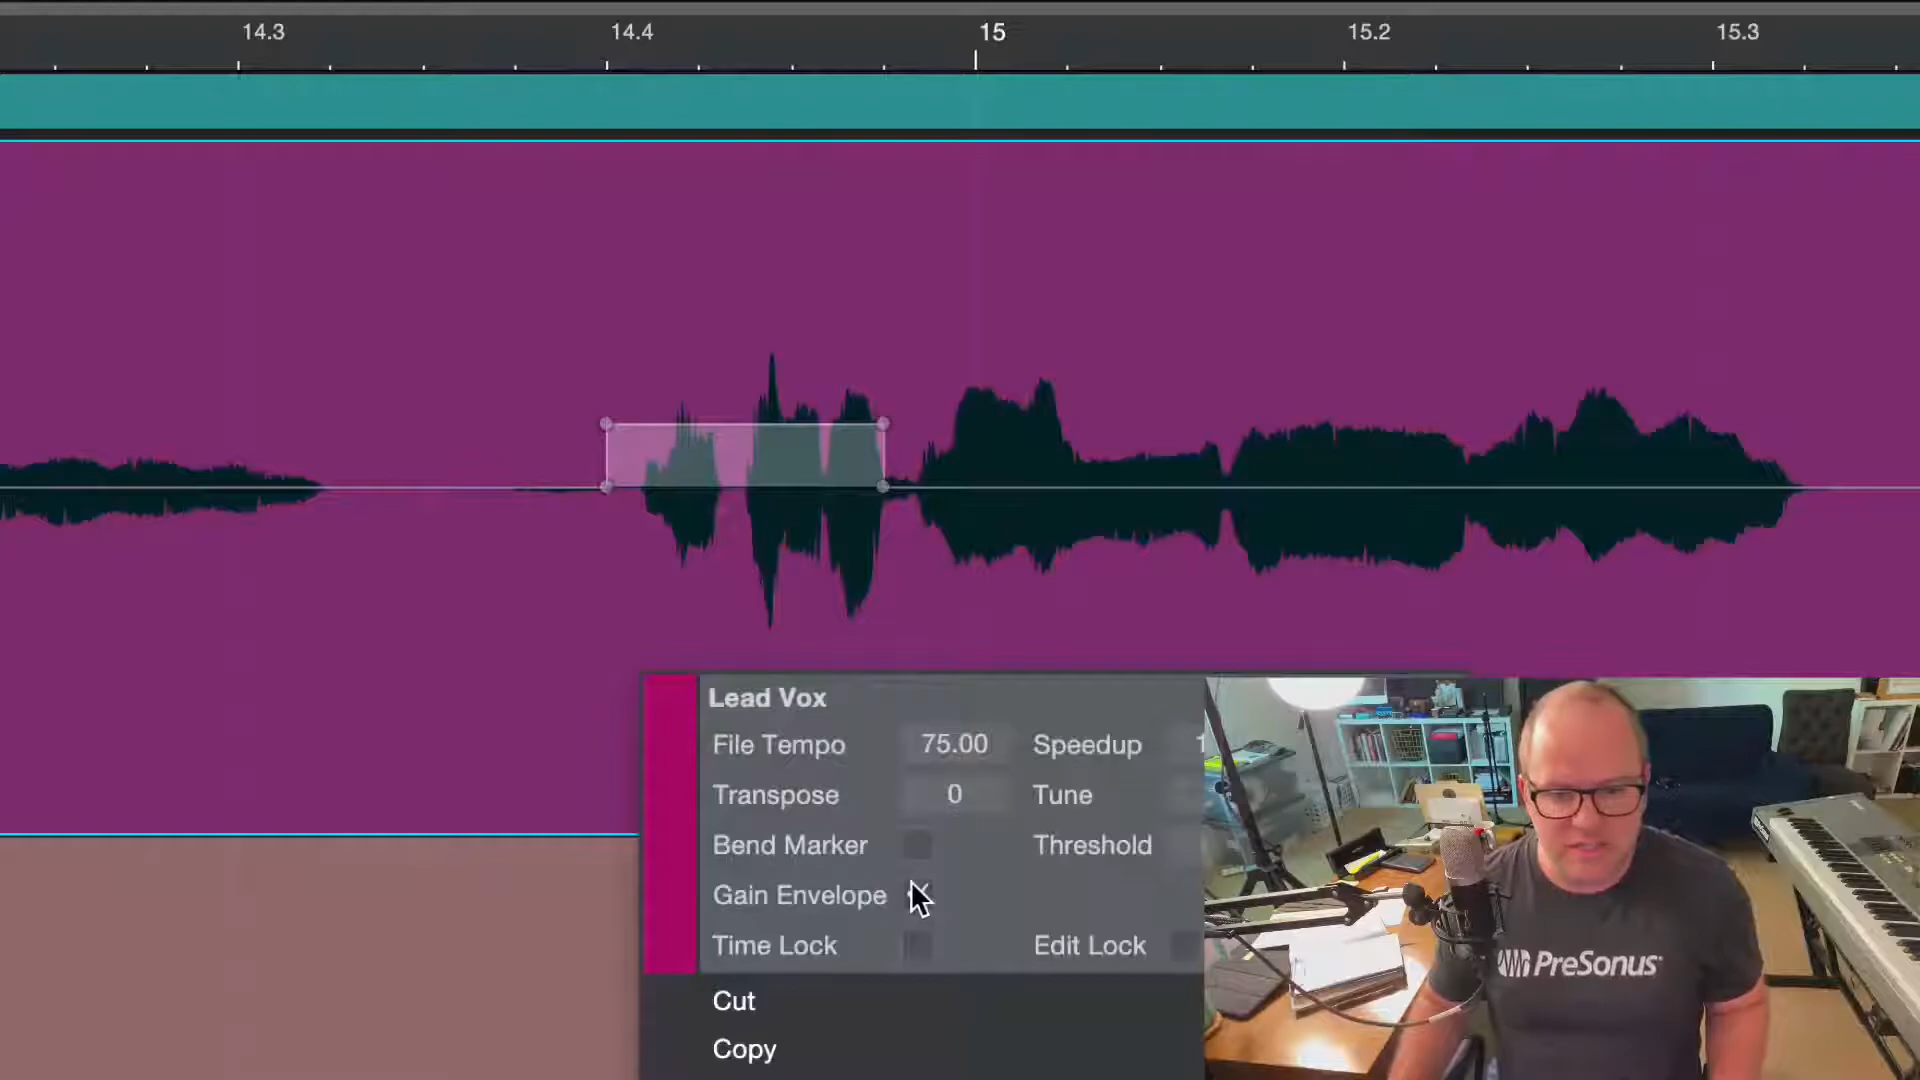 14.3 14.4 15 15.2 15.3
Lead Vox
File Tempo 75.00 Speedup 1
Transpose 0 Tune
Bend Marker Threshold
Gain Envelope
Time Lock Edit Lock
Cut
Copy
PreSonus